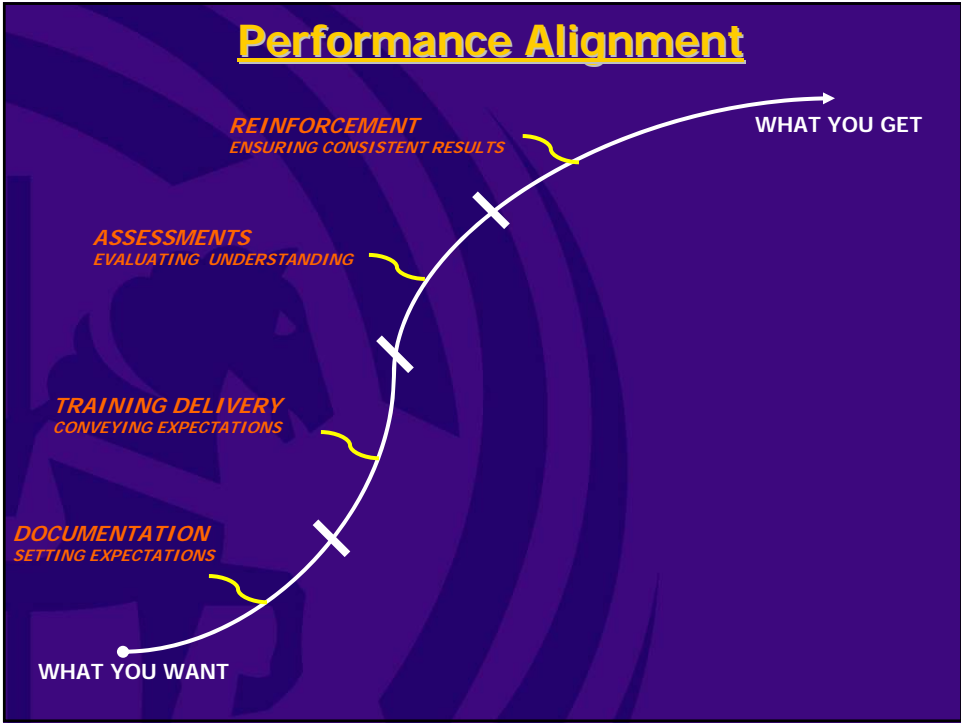 Performance Alignment
REINFORCEMENT
ENSURING CONSISTENT RESULTS
WHAT YOU GET
ASSESSMENTS
EVALUATING UNDERSTANDING
TRAINING DELIVERY
CONVEYING EXPECTATIONS
DOCUMENTATION
SETTING EXPECTATIONS
WHAT YOU WANT